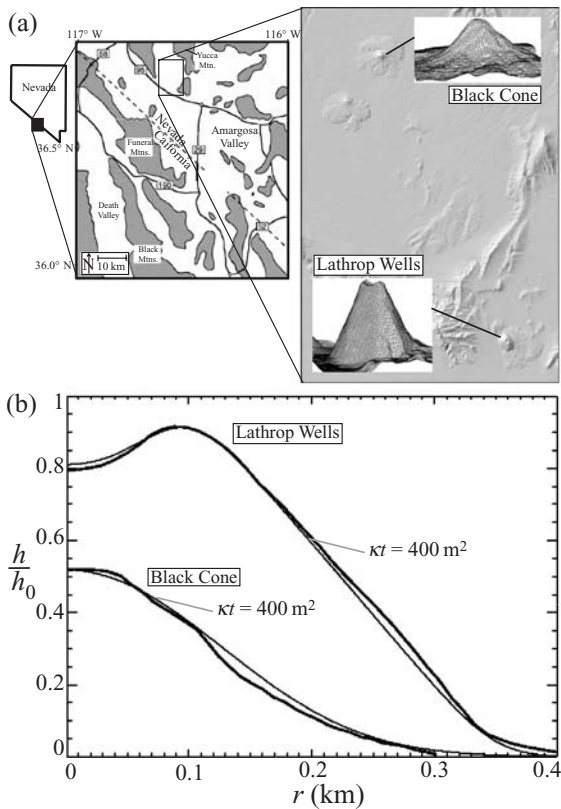 (a)
117° W
116° W
Nevada
Yucca
Mtn.
Black Cone
36.5° N
Nevada
California
Amargosa
Valley
Funeral
Mtns.
Death
Valley
Black
Mtns.
36.0° N
N
10 km
Lathrop Wells
(b)
Lathrop Wells
κt = 400 m²
Black Cone
κt = 400 m²
h
h₀
1
0.8
0.6
0.4
0.2
0
0
0.1
0.2
0.3
0.4
r (km)